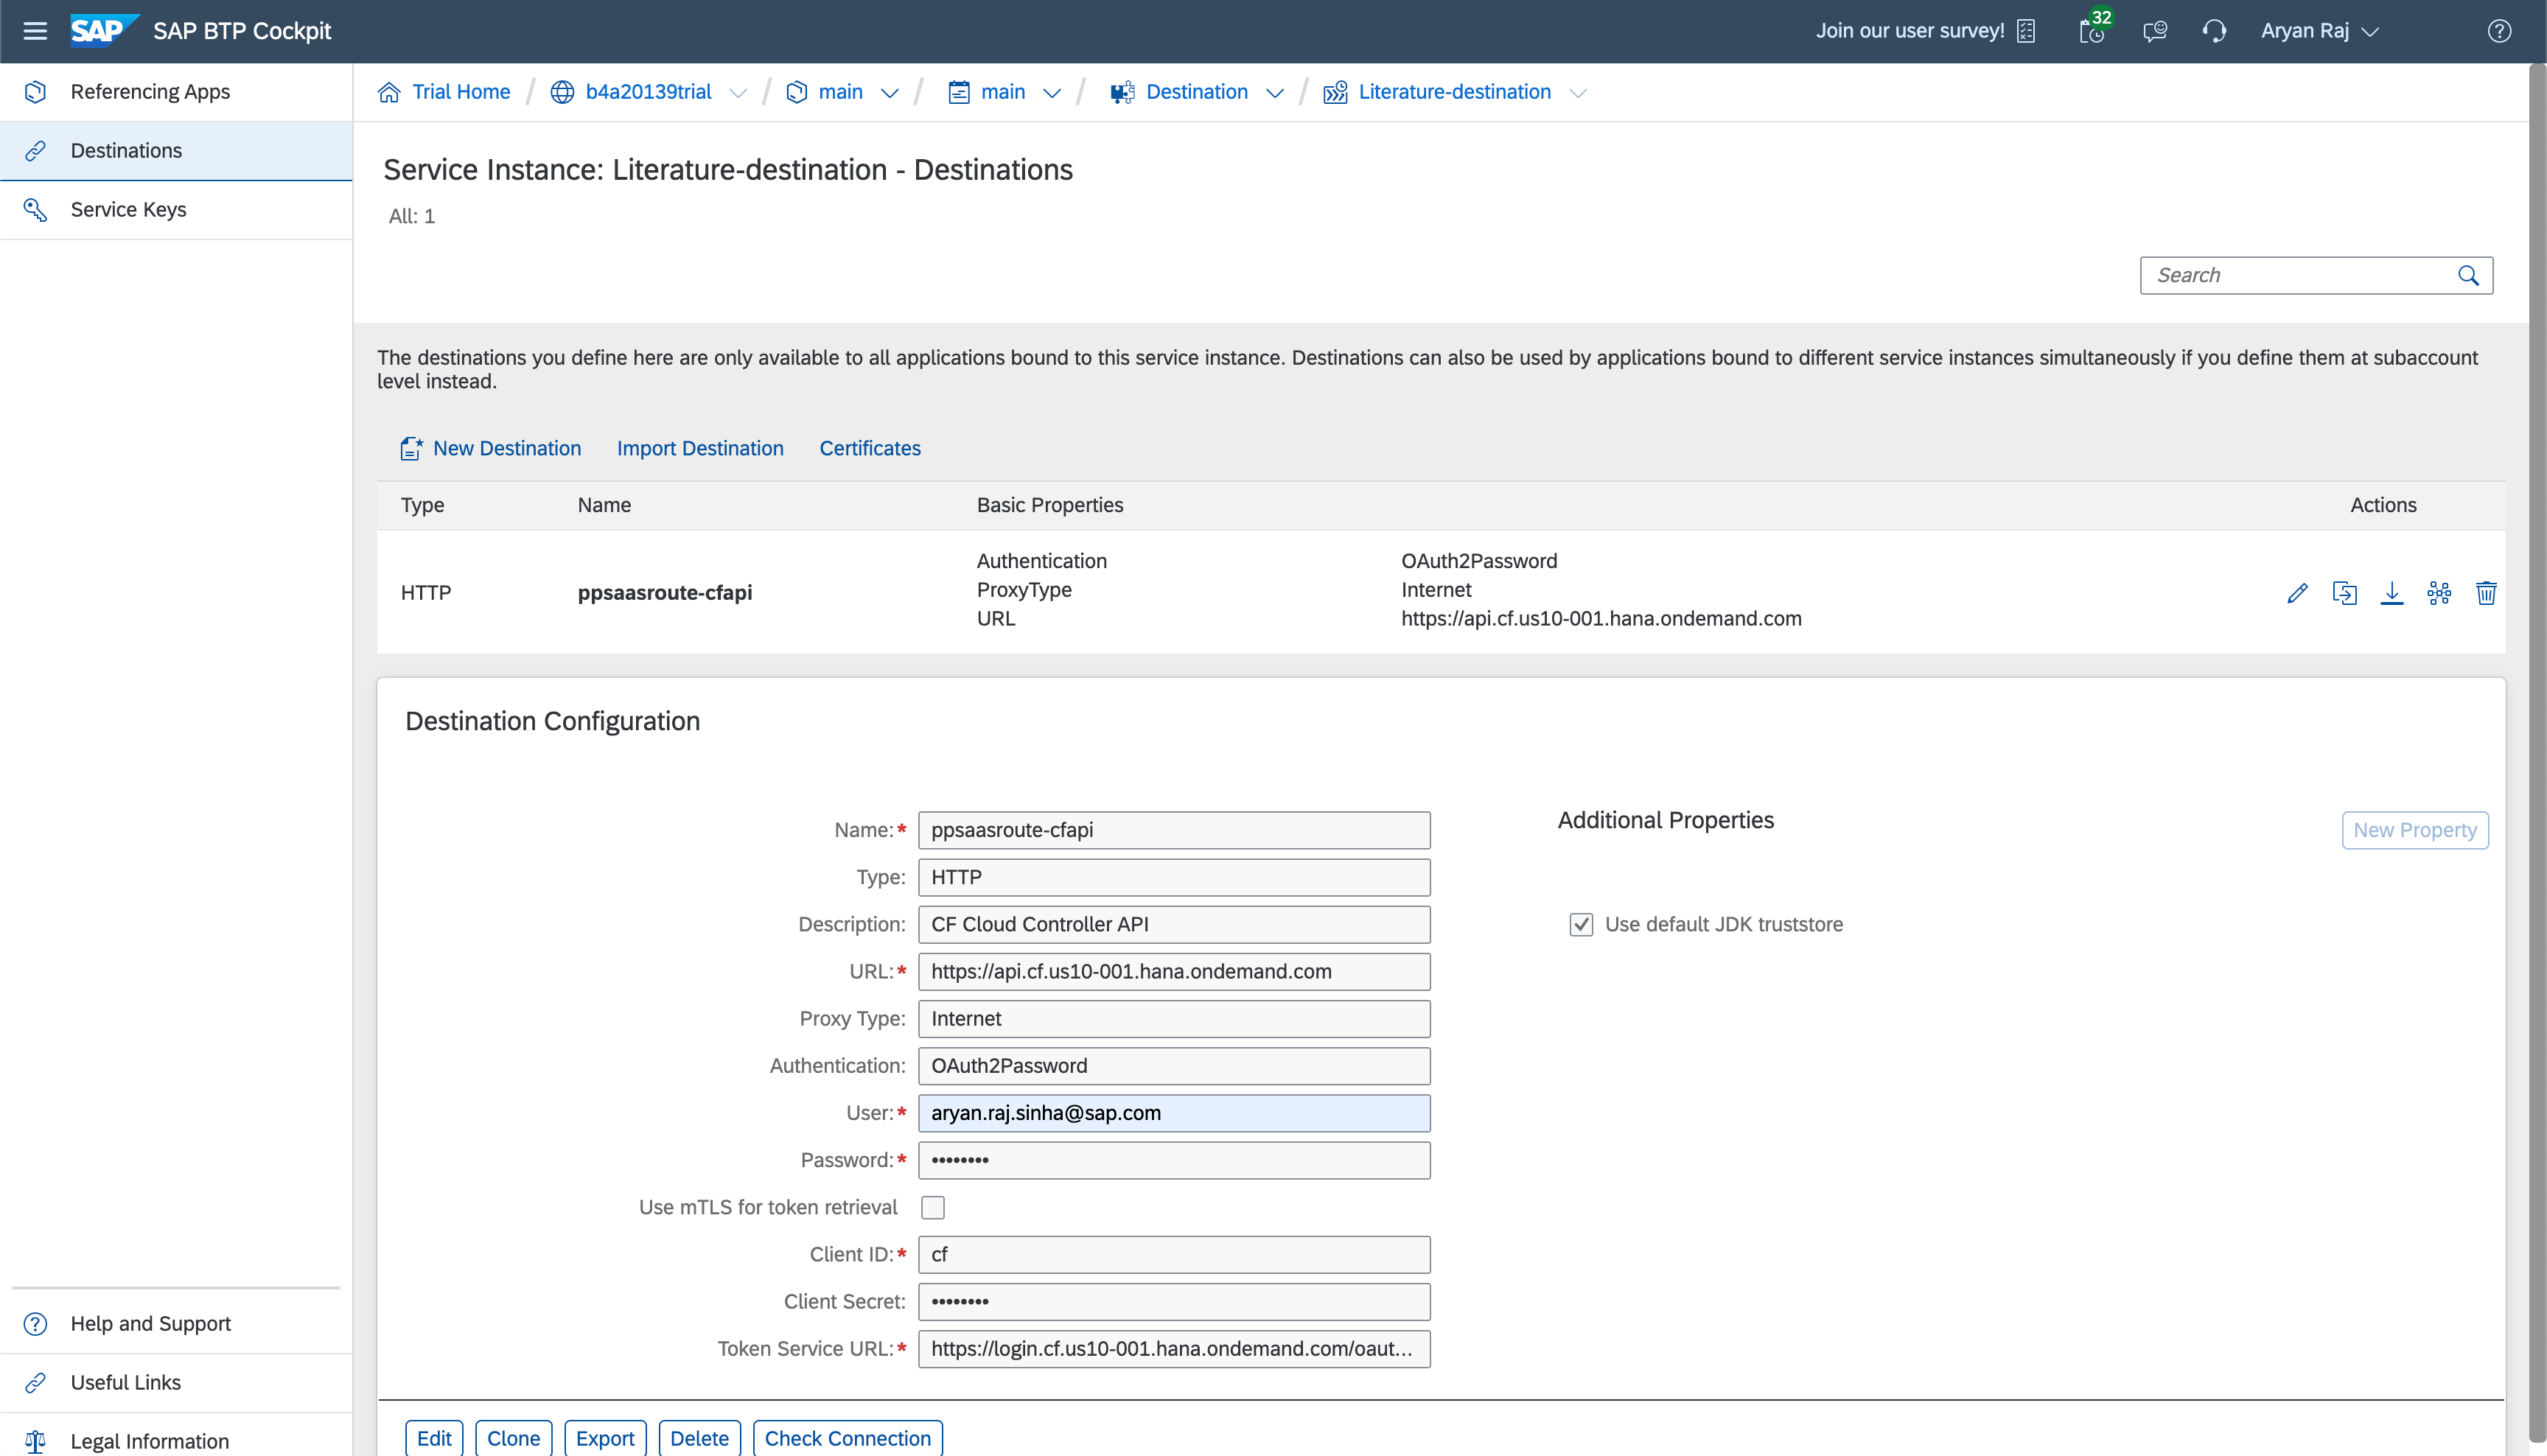 SAP SAP BTP Cockpit
Join our user survey!
32
Aryan Raj
Referencing Apps
Destinations
Service Keys
Trial Home / b4a20139trial / main / main / Destination / Literature-destination
Service Instance: Literature-destination - Destinations
All: 1
Search
The destinations you define here are only available to all applications bound to this service instance. Destinations can also be used by applications bound to different service instances simultaneously if you define them at subaccount
level instead.
New Destination Import Destination Certificates
Type Name Basic Properties Actions
HTTP ppsaasroute-cfapi
Authentication OAuth2Password
ProxyType Internet
URL https://api.cf.us10-001.hana.ondemand.com
Destination Configuration
Name:* ppsaasroute-cfapi
Type: HTTP
Description: CF Cloud Controller API
URL:* https://api.cf.us10-001.hana.ondemand.com
Proxy Type: Internet
Authentication: OAuth2Password
User:* aryan.raj.sinha@sap.com
Password:* ••••••••
Use mTLS for token retrieval
Client ID:* cf
Client Secret: ••••••••
Token Service URL:* https://login.cf.us10-001.hana.ondemand.com/oaut...
Additional Properties
New Property
Use default JDK truststore
Edit Clone Export Delete Check Connection
Help and Support
Useful Links
Legal Information